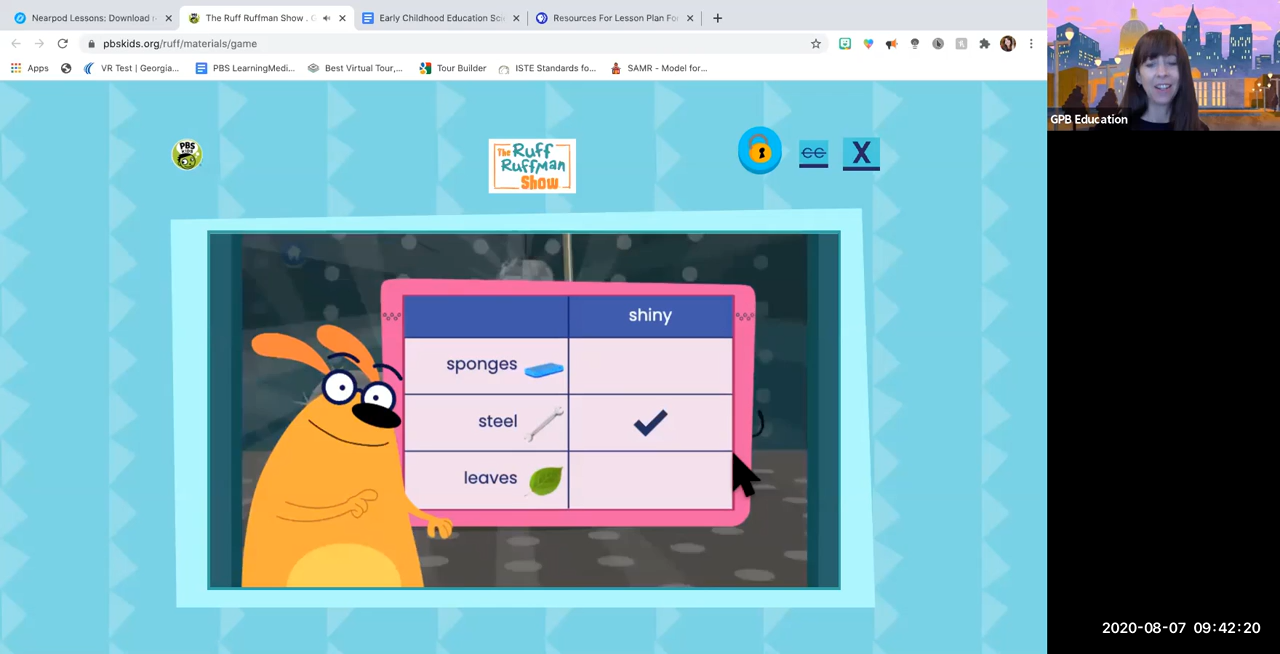 Nearpod Lessons: Download r
The Ruff Ruffman Show . G
Early Childhood Education Sc
Resources For Lesson Plan Fo
pbskids.org/ruff/materials/game
Apps
VR Test | Georgia...
PBS LearningMedi...
Best Virtual Tour,...
Tour Builder
ISTE Standards fo...
SAMR - Model for...
GPB Education
PBS
KIDS
The
Ruff
Ruffman
Show
CC
X
shiny
sponges
steel
leaves
2020-08-07 09:42:20